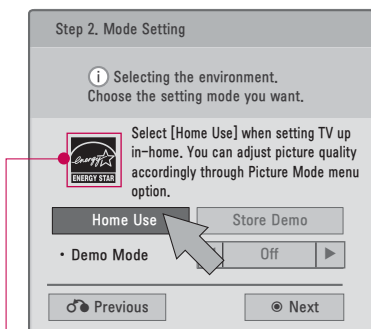 Step 2. Mode Setting
i Selecting the environment.
Choose the setting mode you want.
Select [Home Use] when setting TV up
in-home. You can adjust picture quality
accordingly through Picture Mode menu
option.
energy
ENERGY STAR
Home Use Store Demo
• Demo Mode Off
Previous Next